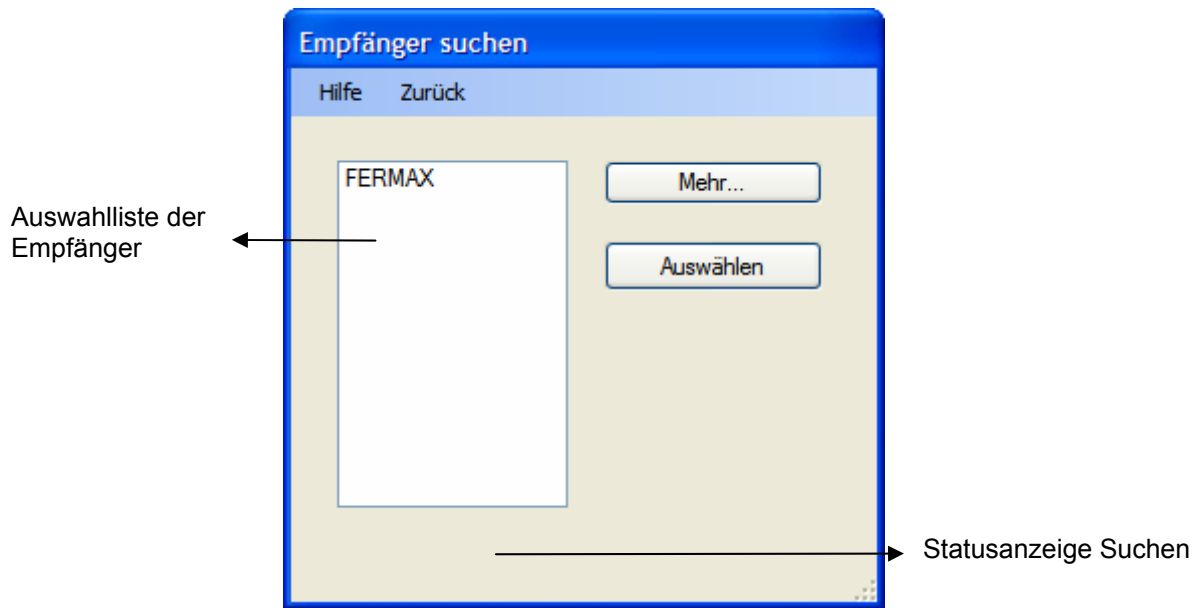 Empfänger suchen
Hilfe Zurück
FERMAX
Mehr...
Auswählen
Auswahlliste der
Empfänger
Statusanzeige Suchen